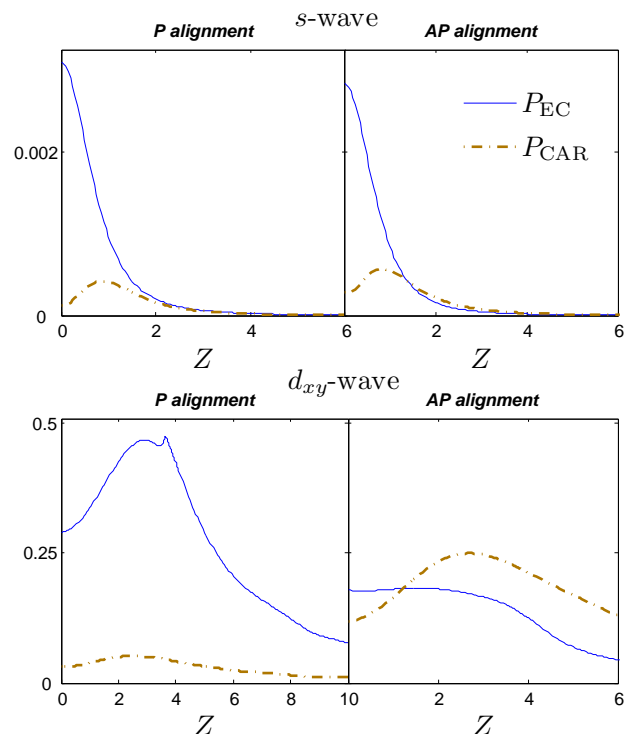 s-wave
P alignment AP alignment
P_EC
P_CAR
0.002
0
0 2 4 6 2 4 6
Z Z
d_xy-wave
P alignment AP alignment
0.5
0.25
0
0 2 4 6 8 10 2 4 6
Z Z